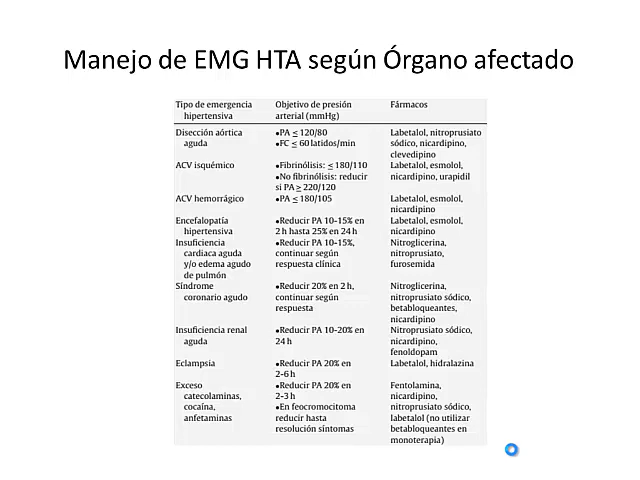 Manejo de EMG HTA según Órgano afectado
Tipo de emergencia hipertensiva | Objetivo de presión arterial (mmHg) | Fármacos
Disección aórtica aguda | •PA ≤ 120/80 •FC ≤ 60 latidos/min | Labetalol, nitroprusiato sódico, nicardipino, clevedipino
ACV isquémico | •Fibrinólisis: ≤ 180/110 •No fibrinólisis: reducir si PA ≥ 220/120 | Labetalol, esmolol, nicardipino, urapidil
ACV hemorrágico | •PA ≤ 180/105 | Labetalol, esmolol, nicardipino
Encefalopatía hipertensiva | •Reducir PA 10-15% en 2 h hasta 25% en 24 h | Labetalol, esmolol, nicardipino
Insuficiencia cardiaca aguda y/o edema agudo de pulmón | •Reducir PA 10-15%, continuar según respuesta clínica | Nitroglicerina, nitroprusiato, furosemida
Síndrome coronario agudo | •Reducir 20% en 2 h, continuar según respuesta | Nitroglicerina, nitroprusiato sódico, betabloqueantes, nicardipino
Insuficiencia renal aguda | •Reducir PA 10-20% en 24 h | Nitroprusiato sódico, nicardipino, fenoldopam
Eclampsia | •Reducir PA 20% en 2-6 h | Labetalol, hidralazina
Exceso catecolaminas, cocaína, anfetaminas | •Reducir PA 20% en 2-3 h •En feocromocitoma reducir hasta resolución síntomas | Fentolamina, nicardipino, nitroprusiato sódico, labetalol (no utilizar betabloqueantes en monoterapia)